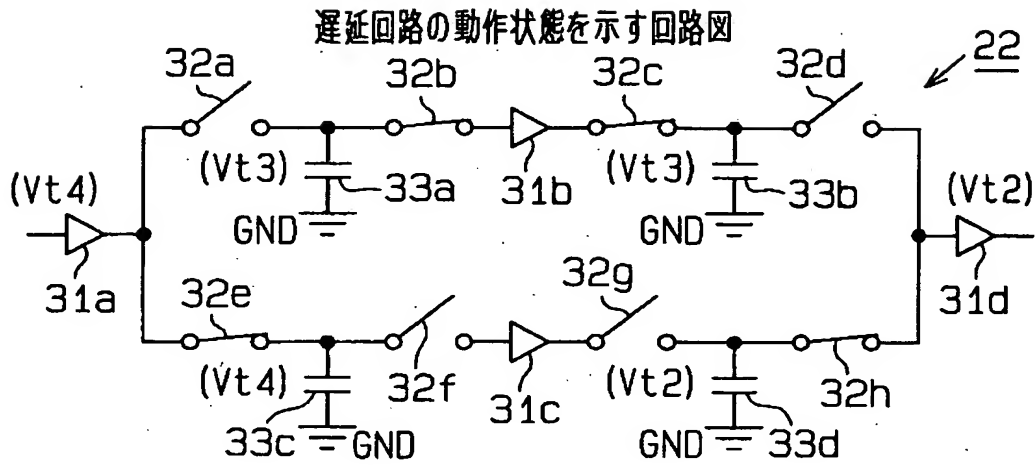 遅延回路の動作状態を示す回路図
22
32a
32b
32c
32d
(Vt3)
33a
31b
(Vt3)
33b
(Vt4)
GND
GND
(Vt2)
31a
32e
32g
31d
(Vt4)
32f
31c
(Vt2)
32h
33c
GND
GND
33d